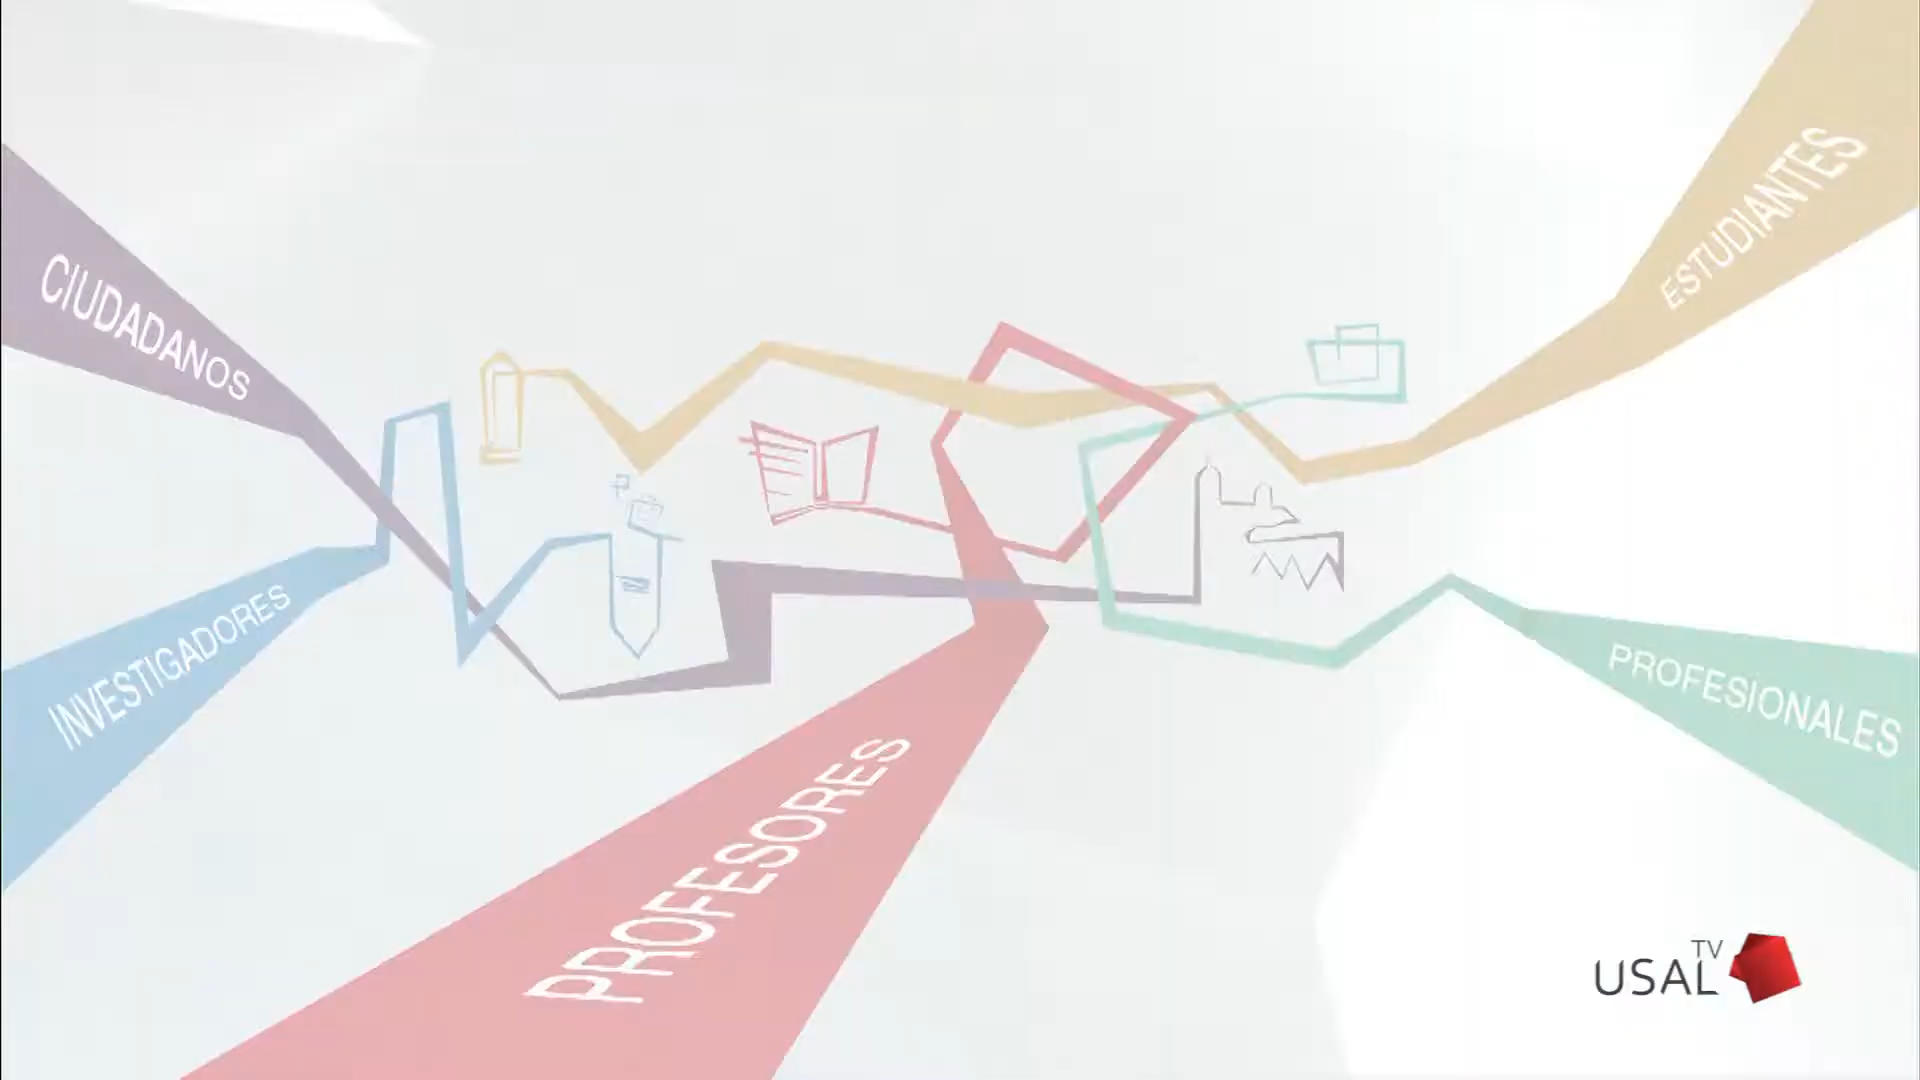 ESTUDIANTES
CIUDADANOS
INVESTIGADORES
PROFESIONALES
PROFESORES
TV
USAL